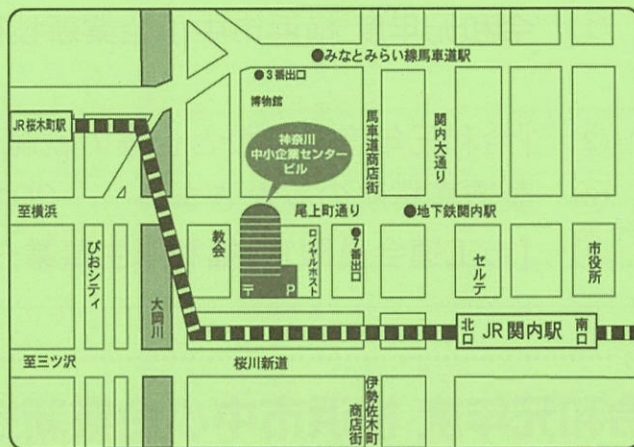 ●みなとみらい線馬車道駅
●3番出口
博物館
JR桜木町駅
神奈川
中小企業センター
ビル
馬車道商店街
関内大通り
至横浜
尾上町通り
●地下鉄関内駅
ぴおシティ
大岡川
教会
ロイヤルホスト
●7番出口
セルテ
市役所
〒
P
北口
JR関内駅
南口
至三ツ沢
桜川新道
伊勢佐木町
商店街